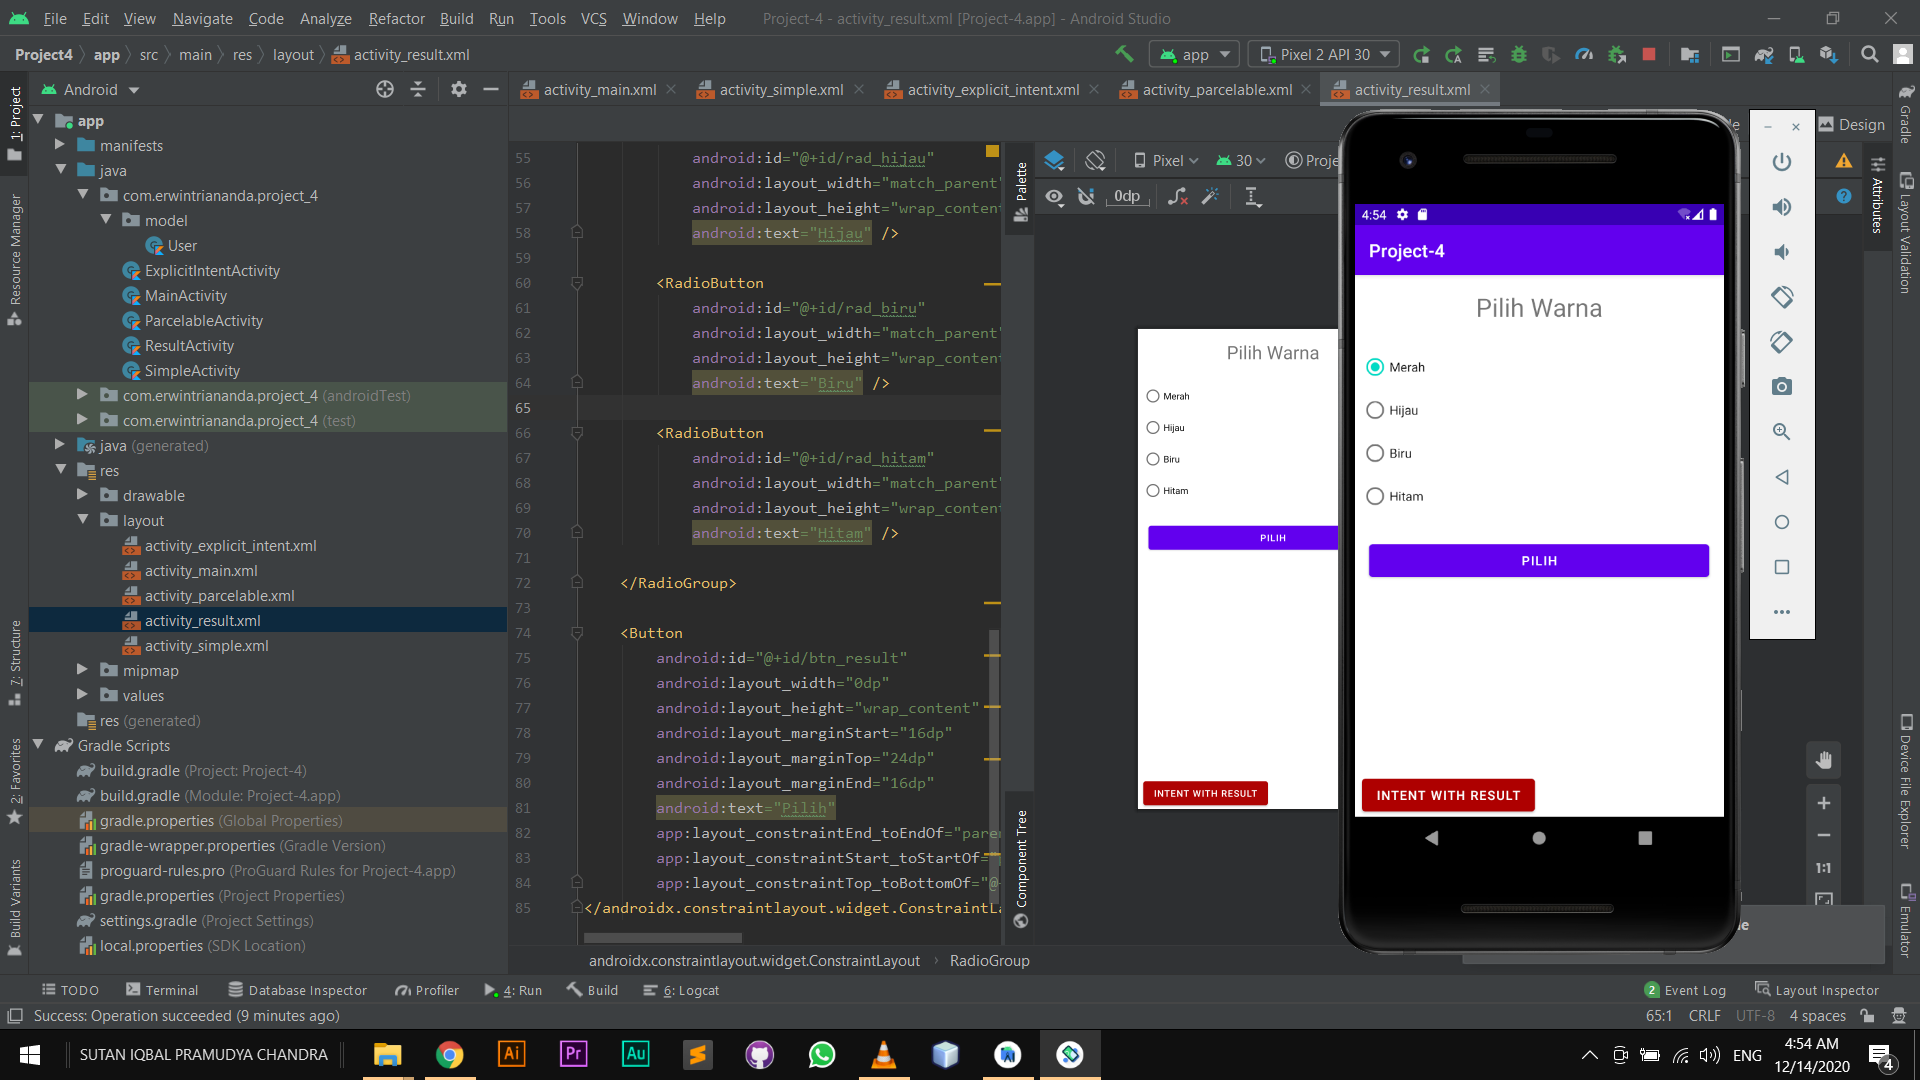 File Edit View Navigate Code Analyze Refactor Build Run Tools VCS Window Help Project-4 - activity_result.xml [Project-4.app] - Android Studio
Project4 app src main res layout activity_result.xml app Pixel 2 API 30
Android activity_main.xml activity_simple.xml activity_explicit_intent.xml activity_parcelable.xml activity_result.xml
1: Project
Resource Manager
7: Structure
2: Favorites
Build Variants
app
manifests
java
com.erwintriananda.project_4
model
User
ExplicitIntentActivity
MainActivity
ParcelableActivity
ResultActivity
SimpleActivity
com.erwintriananda.project_4 (androidTest)
com.erwintriananda.project_4 (test)
java (generated)
res
drawable
layout
activity_explicit_intent.xml
activity_main.xml
activity_parcelable.xml
activity_result.xml
activity_simple.xml
mipmap
values
res (generated)
Gradle Scripts
build.gradle (Project: Project-4)
build.gradle (Module: Project-4.app)
gradle.properties (Global Properties)
gradle-wrapper.properties (Gradle Version)
proguard-rules.pro (ProGuard Rules for Project-4.app)
gradle.properties (Project Properties)
settings.gradle (Project Settings)
local.properties (SDK Location)
55 android:id="@+id/rad_hijau"
56 android:layout_width="match_parent"
57 android:layout_height="wrap_content
58 android:text="Hijau" />
59
60 <RadioButton
61 android:id="@+id/rad_biru"
62 android:layout_width="match_parent"
63 android:layout_height="wrap_content
64 android:text="Biru" />
65
66 <RadioButton
67 android:id="@+id/rad_hitam"
68 android:layout_width="match_parent"
69 android:layout_height="wrap_content
70 android:text="Hitam" />
71
72 </RadioGroup>
73
74 <Button
75 android:id="@+id/btn_result"
76 android:layout_width="0dp"
77 android:layout_height="wrap_content"
78 android:layout_marginStart="16dp"
79 android:layout_marginTop="24dp"
80 android:layout_marginEnd="16dp"
81 android:text="Pilih"
82 app:layout_constraintEnd_toEndOf="pare
83 app:layout_constraintStart_toStartOf=
84 app:layout_constraintTop_toBottomOf="@
85 </androidx.constraintlayout.widget.ConstraintLa
androidx.constraintlayout.widget.ConstraintLayout RadioGroup
Palette
Component Tree
Pixel 30 Proje
0dp
Pilih Warna
Merah
Hijau
Biru
Hitam
PILIH
INTENT WITH RESULT
4:54
Project-4
Pilih Warna
Merah
Hijau
Biru
Hitam
PILIH
INTENT WITH RESULT
Design
1:1
Attributes
Gradle
Layout Validation
Device File Explorer
Emulator
TODO Terminal Database Inspector Profiler 4: Run Build 6: Logcat 2 Event Log Layout Inspector
Success: Operation succeeded (9 minutes ago) 65:1 CRLF UTF-8 4 spaces
SUTAN IQBAL PRAMUDYA CHANDRA Ai Pr Au ENG 4:54 AM
12/14/2020 4